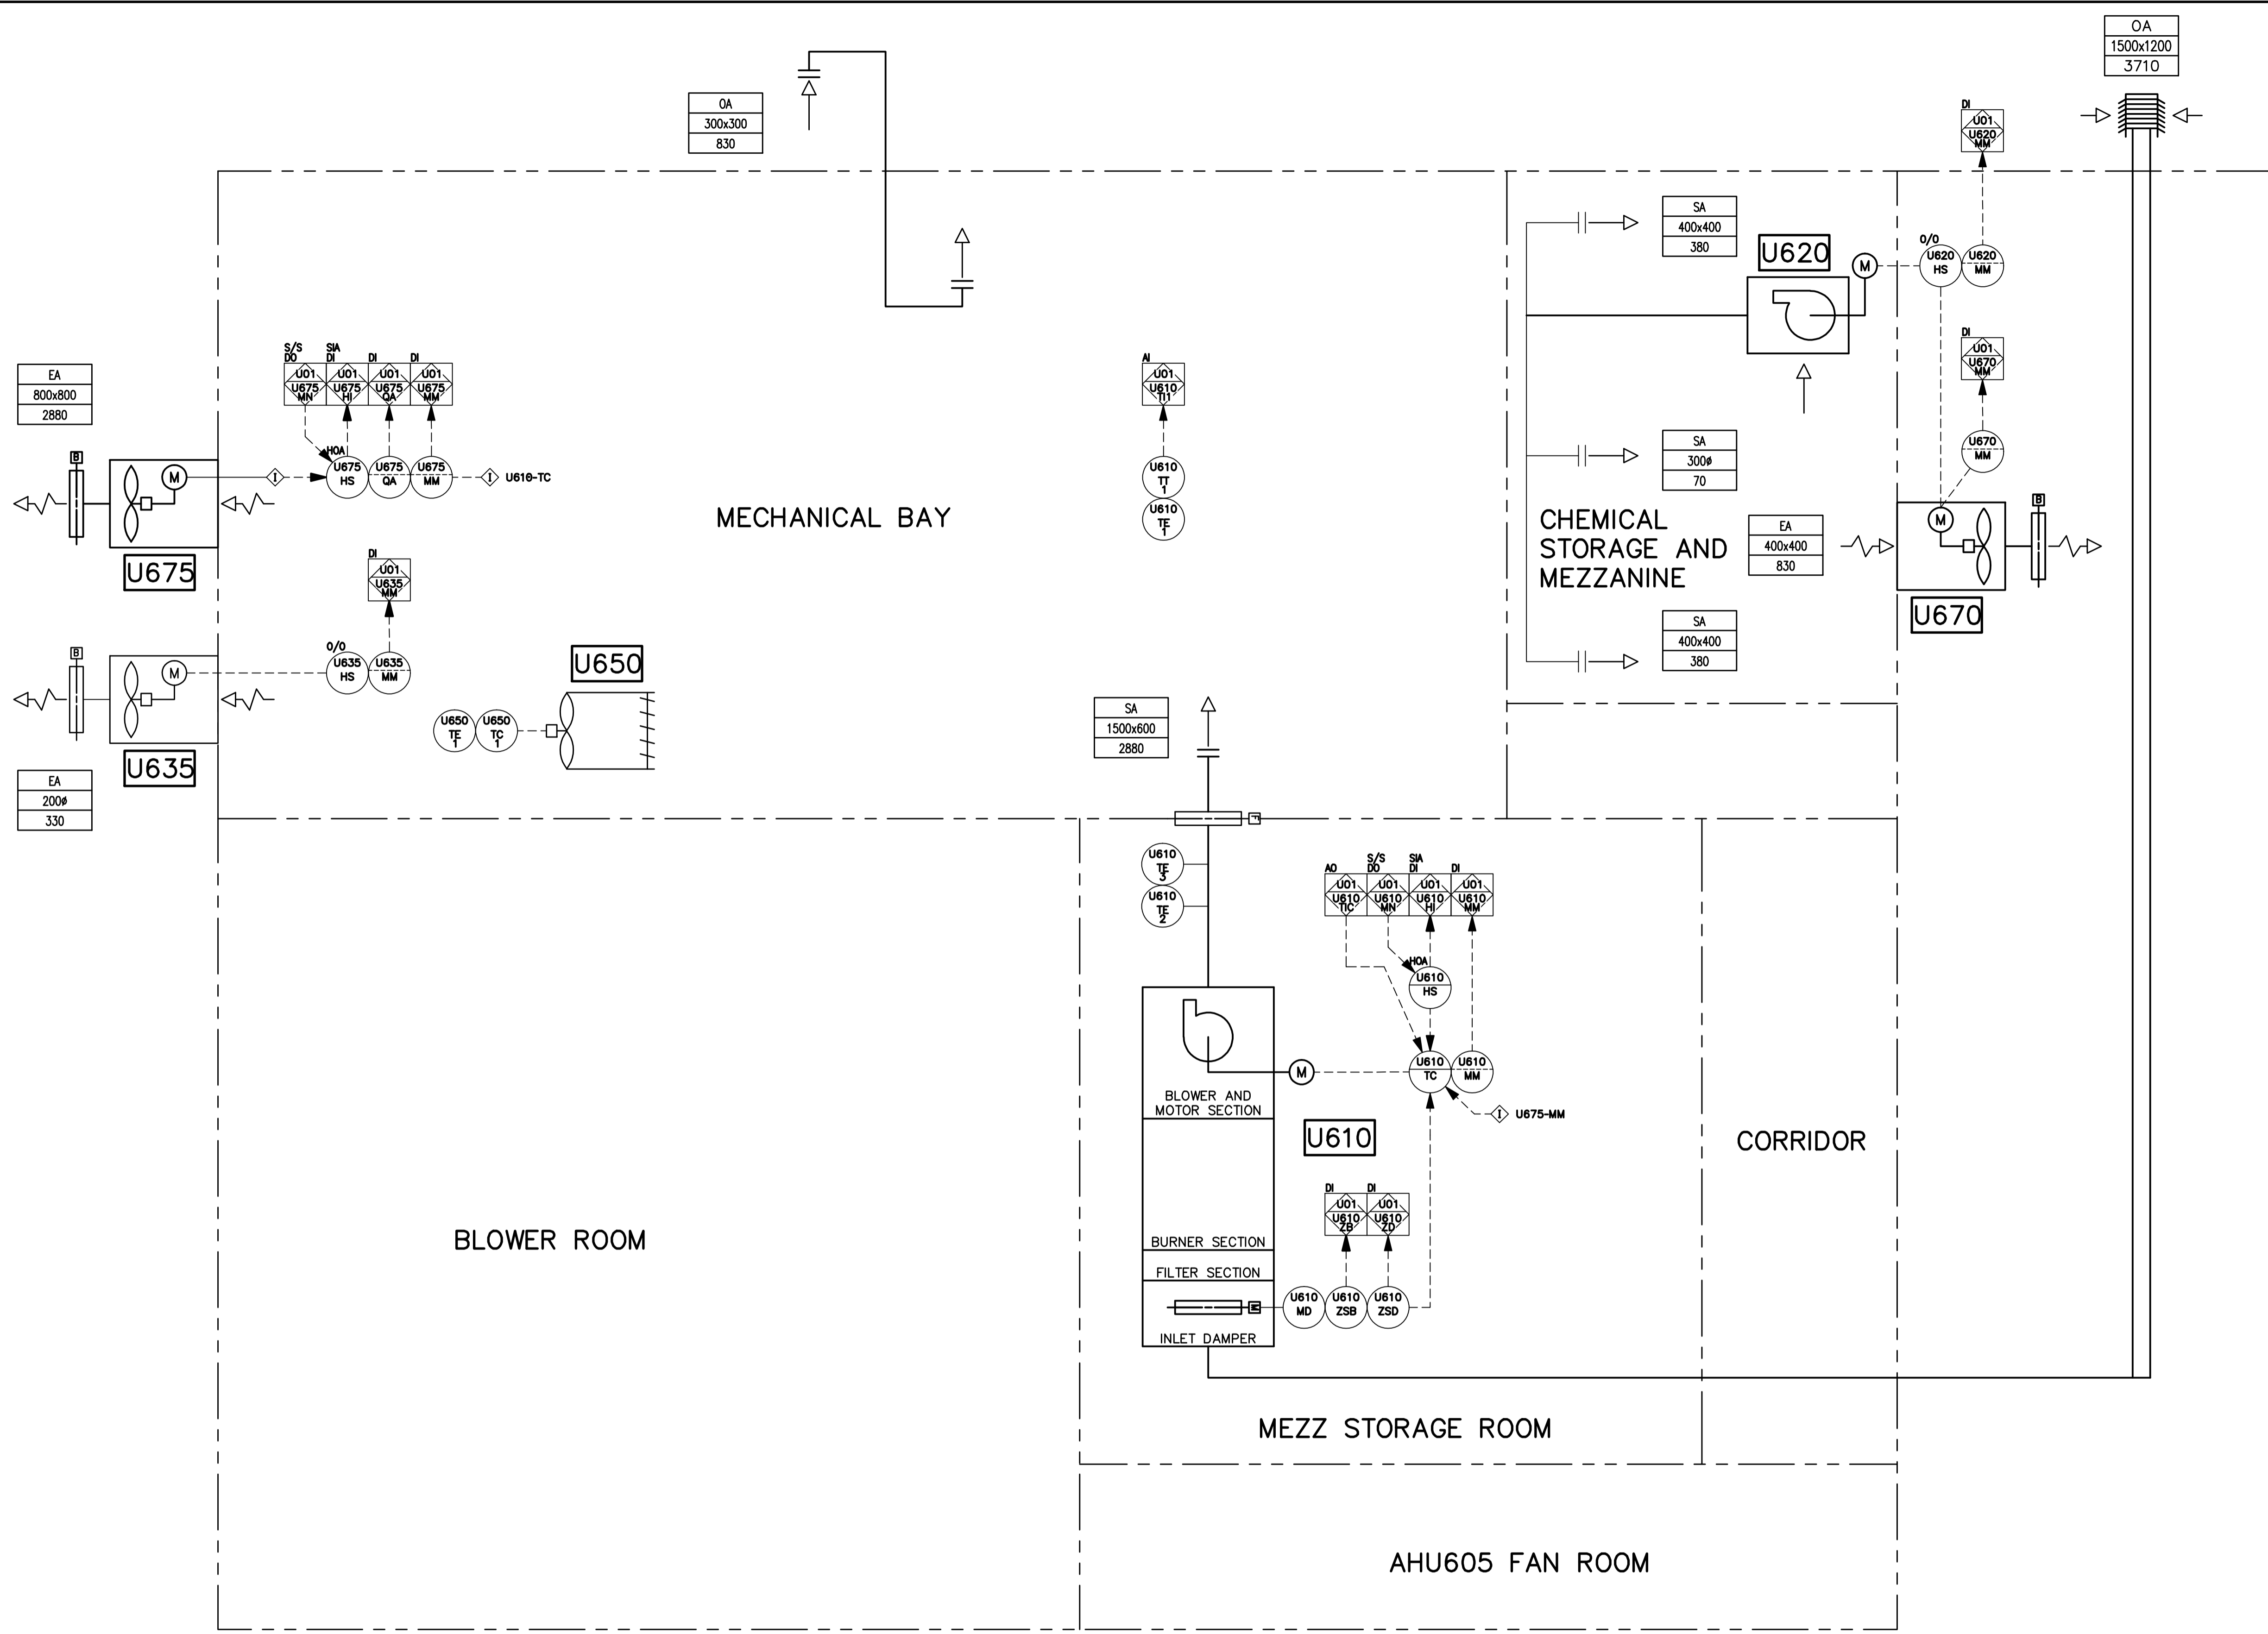 OA
1500x1200
3710
OA
300x300
830
DI
U01
U620
MM
SA
400x400
380
U620
M
O/O
U620
HS
U620
MM
DI
U01
U670
MM
S/S
DO
U01
U675
MN
SIA
DI
U01
U675
HI
DI
U01
U675
QA
DI
U01
U675
MM
EA
800x800
2880
B
M
I
HOA
U675
HS
U675
QA
U675
MM
I
U610-TC
U675
AI
U01
U610
TI1
U610
TT
1
U610
TE
1
MECHANICAL BAY
SA
300ø
70
U670
MM
CHEMICAL
STORAGE AND
MEZZANINE
EA
400x400
830
M
B
U670
SA
400x400
380
DI
U01
U635
MM
B
M
O/O
U635
HS
U635
MM
U635
EA
200ø
330
U650
U650
TE
1
U650
TC
1
SA
1500x600
2880
F
U610
TE
3
U610
TE
2
AO
U01
U610
TIC
S/S
DO
U01
U610
MN
SIA
DI
U01
U610
HI
DI
U01
U610
MM
HOA
U610
HS
M
U610
TC
U610
MM
I
U675-MM
BLOWER AND
MOTOR SECTION
U610
CORRIDOR
DI
U01
U610
ZB
DI
U01
U610
ZD
BURNER SECTION
FILTER SECTION
M
U610
MD
U610
ZSB
U610
ZSD
INLET DAMPER
BLOWER ROOM
MEZZ STORAGE ROOM
AHU605 FAN ROOM